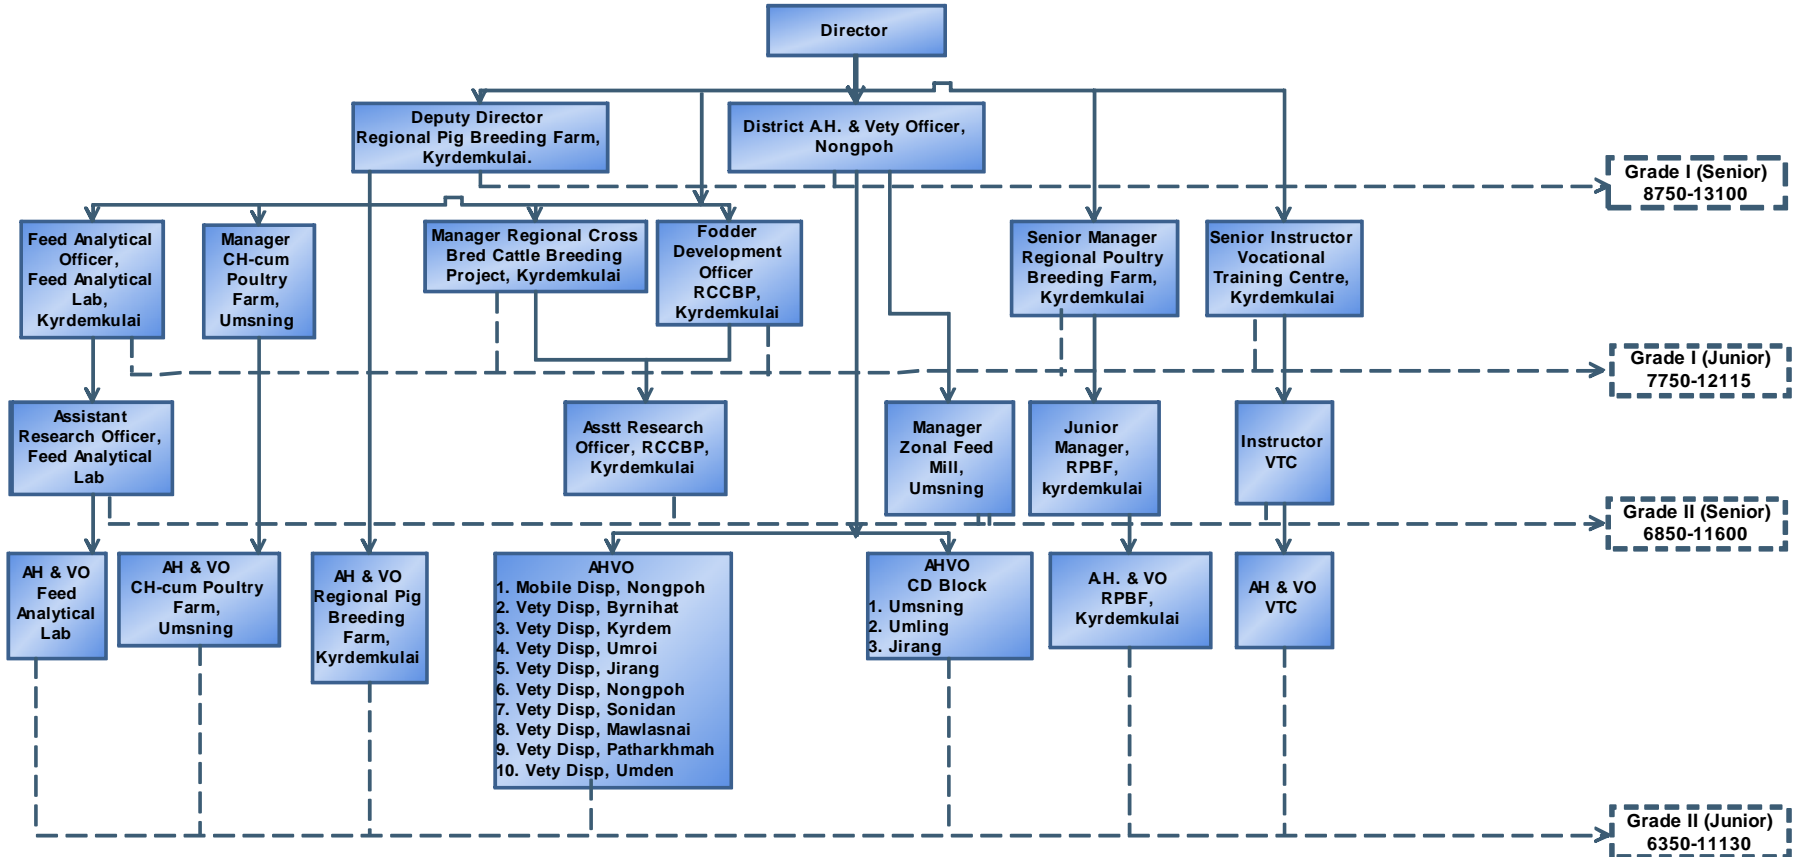 Director
Deputy Director
Regional Pig Breeding Farm,
Kyrdemkulai.
District A.H. & Vety Officer,
Nongpoh
Grade I (Senior)
8750-13100
Feed Analytical
Officer,
Feed Analytical
Lab,
Kyrdemkulai
Manager
CH-cum
Poultry
Farm,
Umsning
Manager Regional Cross
Bred Cattle Breeding
Project, Kyrdemkulai
Fodder
Development
Officer
RCCBP,
Kyrdemkulai
Senior Manager
Regional Poultry
Breeding Farm,
Kyrdemkulai
Senior Instructor
Vocational
Training Centre,
Kyrdemkulai
Grade I (Junior)
7750-12115
Assistant
Research Officer,
Feed Analytical
Lab
Asstt Research
Officer, RCCBP,
Kyrdemkulai
Manager
Zonal Feed
Mill,
Umsning
Junior
Manager,
RPBF,
kyrdemkulai
Instructor
VTC
Grade II (Senior)
6850-11600
AH & VO
Feed
Analytical
Lab
AH & VO
CH-cum Poultry
Farm,
Umsning
AH & VO
Regional Pig
Breeding
Farm,
Kyrdemkulai
AHVO
1. Mobile Disp, Nongpoh
2. Vety Disp, Byrnihat
3. Vety Disp, Kyrdem
4. Vety Disp, Umroi
5. Vety Disp, Jirang
6. Vety Disp, Nongpoh
7. Vety Disp, Sonidan
8. Vety Disp, Mawlasnai
9. Vety Disp, Patharkhmah
10. Vety Disp, Umden
AHVO
CD Block
1. Umsning
2. Umling
3. Jirang
A.H. & VO
RPBF,
Kyrdemkulai
AH & VO
VTC
Grade II (Junior)
6350-11130